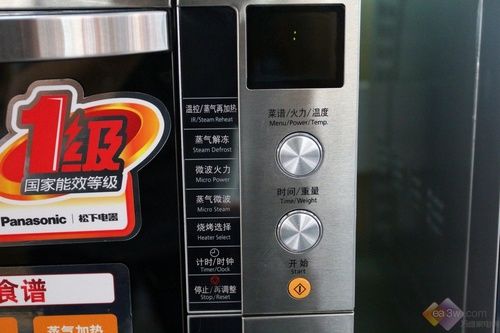 1级
国家能效等级
Panasonic 松下电器
食谱
蒸气加热
温控/蒸气再加热
IR/Steam Reheat
蒸气解冻
Steam Defrost
微波火力
Micro Power
蒸气微波
Micro Steam
烧烤选择
Heater Select
计时/时钟
Timer/Clock
停止/再调整
Stop/Reset
菜谱/火力/温度
Menu/Power/Temp.
时间/重量
Time/Weight
开始
Start
ea3w.com